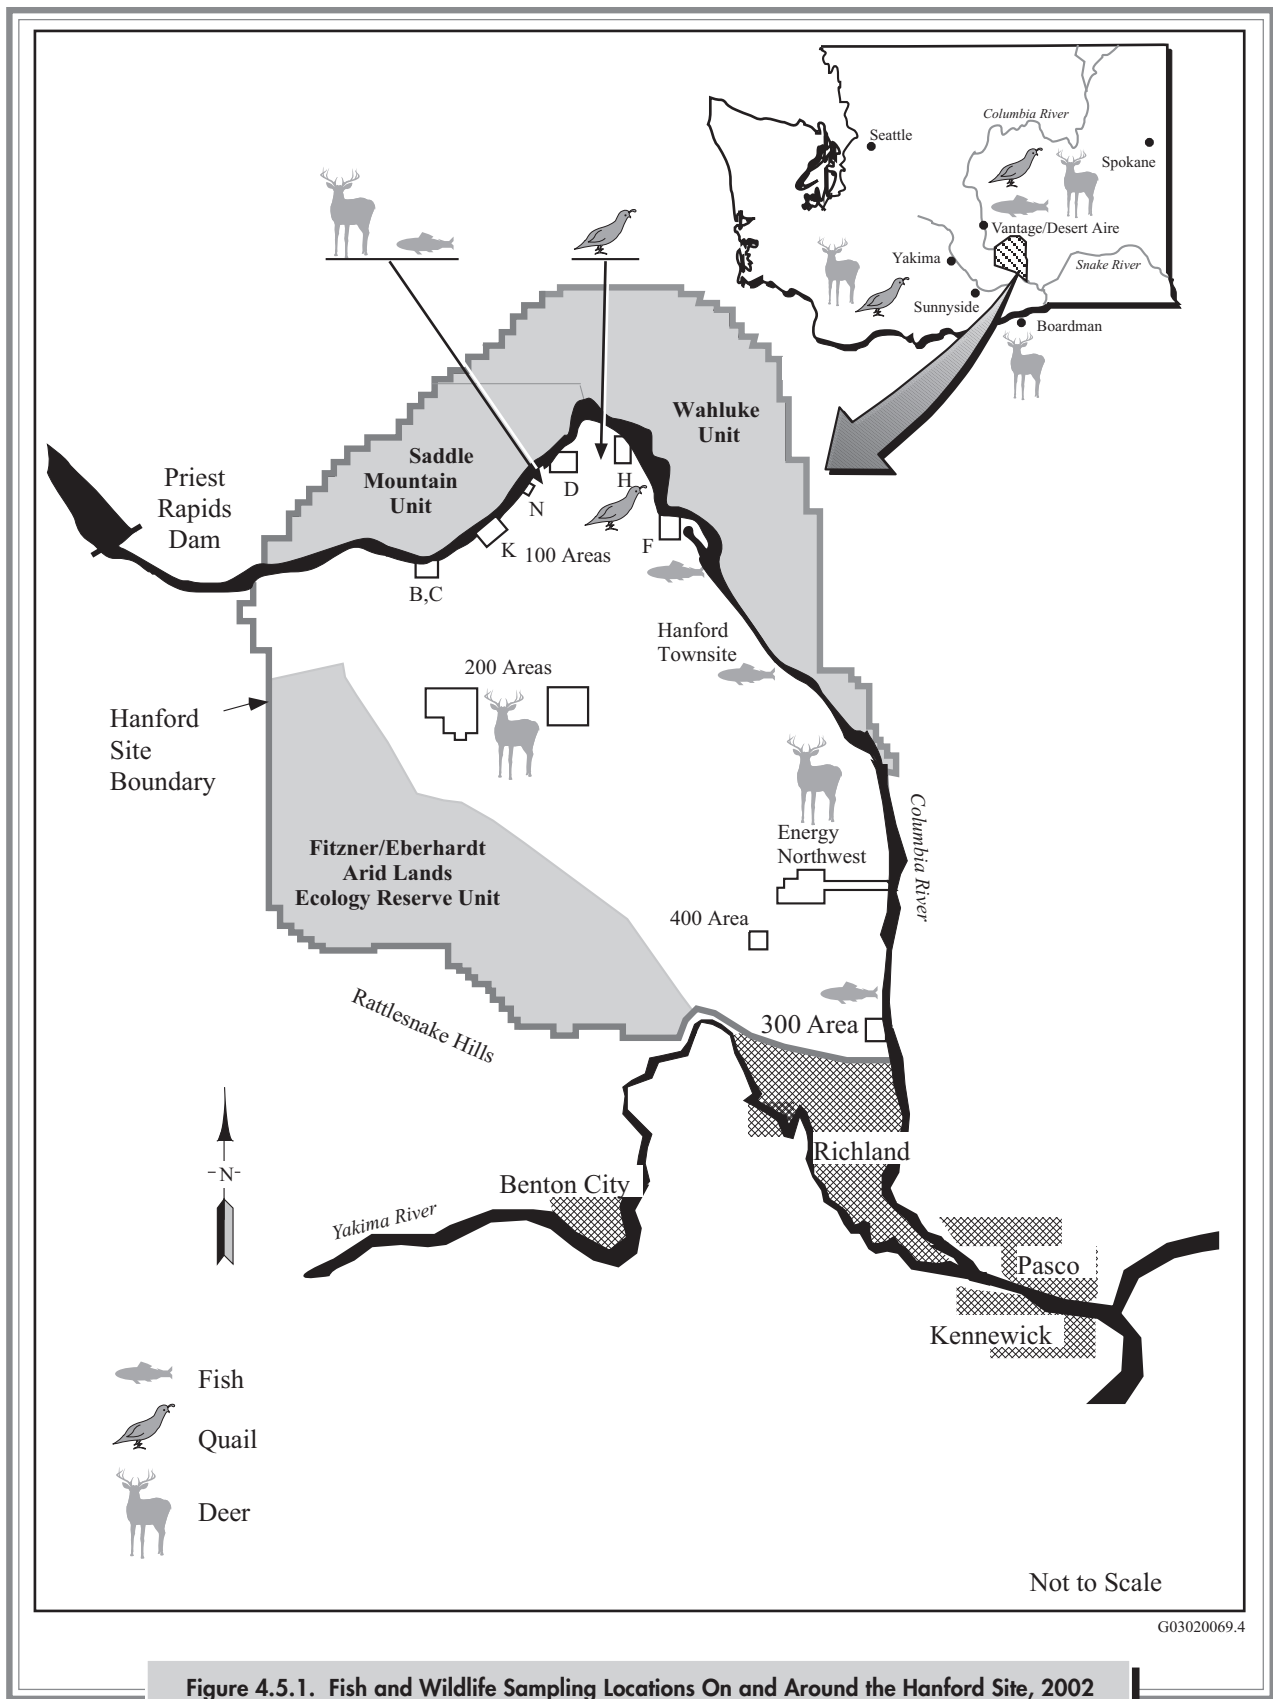 Columbia River
Seattle
Spokane
Vantage/Desert Aire
Yakima
Snake River
Sunnyside
Boardman
Wahluke
Unit
Saddle
Mountain
Unit
Priest
Rapids
Dam
D
H
N
K
100 Areas
F
B,C
Hanford
Townsite
200 Areas
Hanford
Site
Boundary
Columbia River
Energy
Northwest
Fitzner/Eberhardt
Arid Lands
Ecology Reserve Unit
400 Area
Rattlesnake Hills
300 Area
-N-
Richland
Benton City
Yakima River
Pasco
Kennewick
Fish
Quail
Deer
Not to Scale
G03020069.4
Figure 4.5.1. Fish and Wildlife Sampling Locations On and Around the Hanford Site, 2002